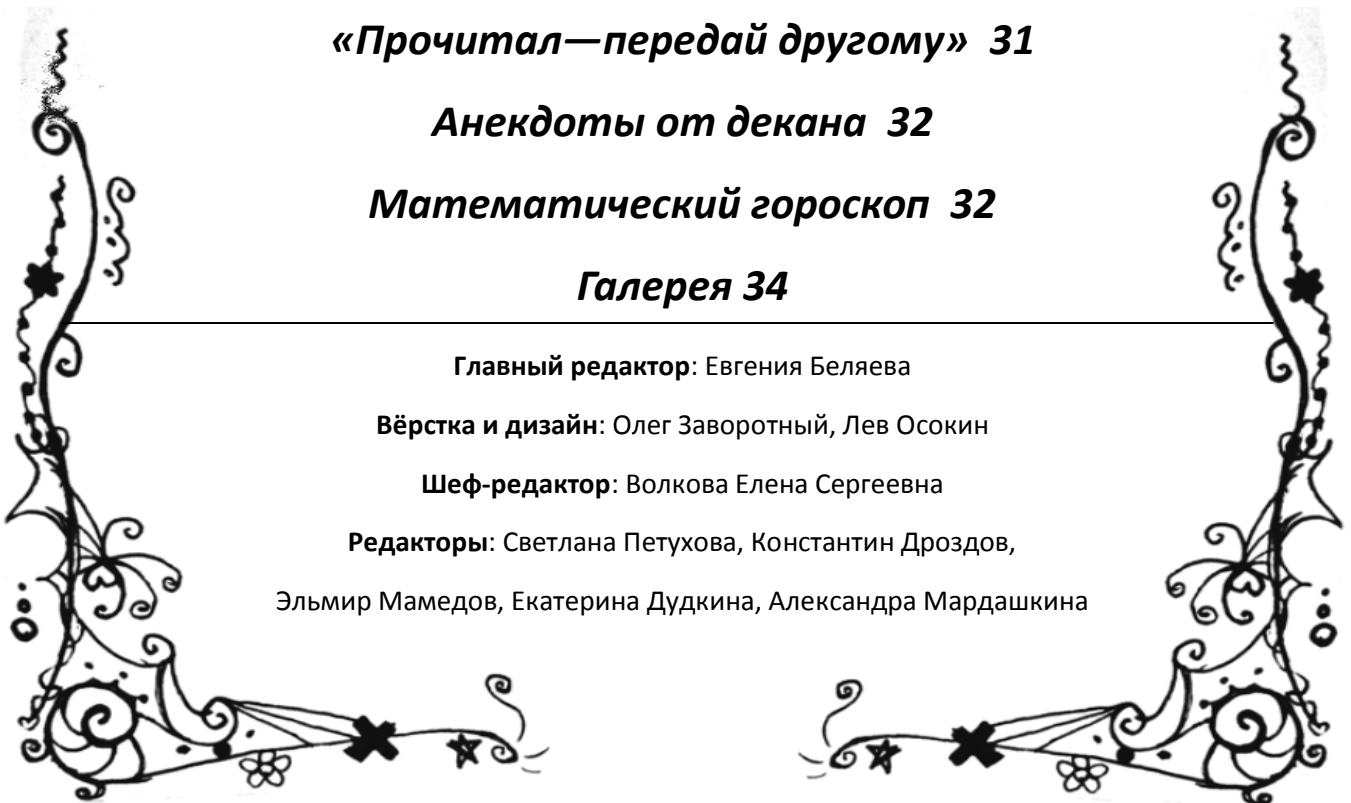 «Прочитал—передай другому» 31
Анекдоты от декана 32
Математический гороскоп 32
Галерея 34
Главный редактор: Евгения Беляева
Вёрстка и дизайн: Олег Заворотный, Лев Осокин
Шеф-редактор: Волкова Елена Сергеевна
Редакторы: Светлана Петухова, Константин Дроздов,
Эльмир Мамедов, Екатерина Дудкина, Александра Мардашкина